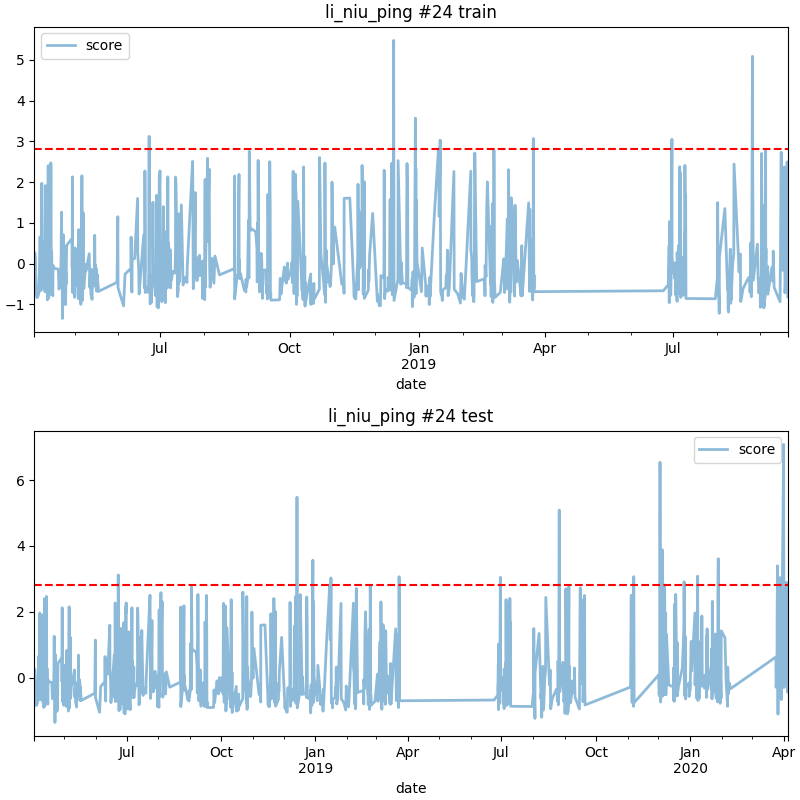 li_niu_ping #24 train
score
5
4
3
2
1
0
−1
Jul
Oct
Jan
2019
Apr
Jul
date
li_niu_ping #24 test
score
6
4
2
0
Jul
Oct
Jan
2019
Apr
Jul
Oct
Jan
2020
Apr
date